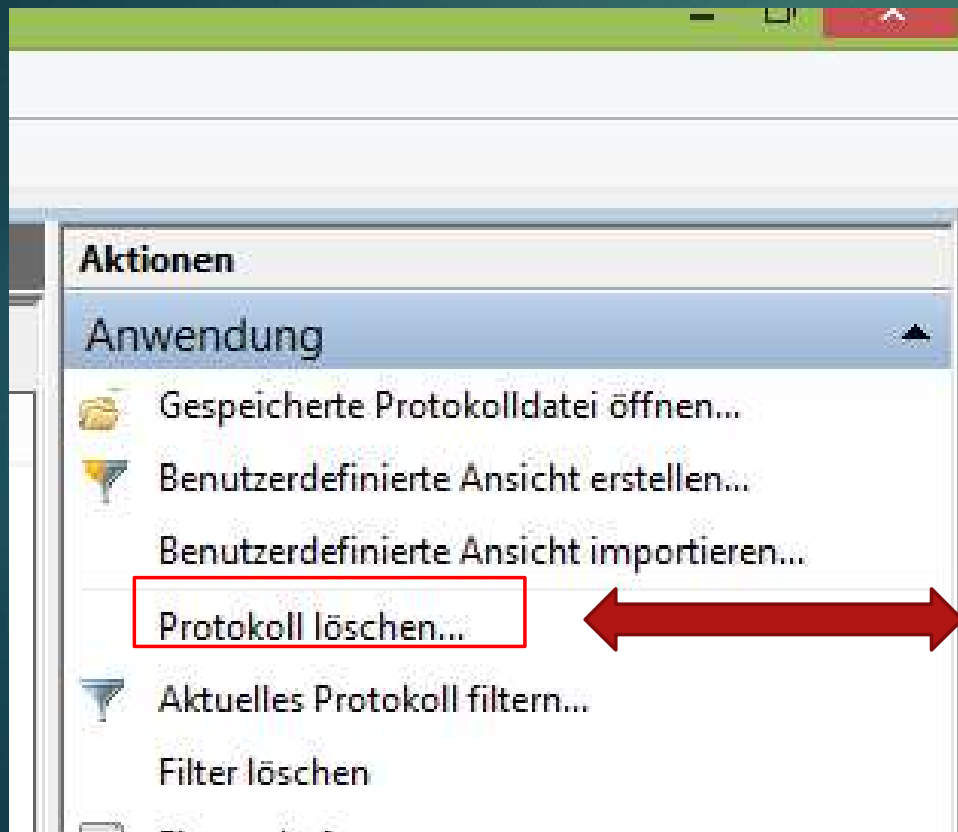 Aktionen
Anwendung
Gespeicherte Protokolldatei öffnen...
Benutzerdefinierte Ansicht erstellen...
Benutzerdefinierte Ansicht importieren...
Protokoll löschen...
Aktuelles Protokoll filtern...
Filter löschen